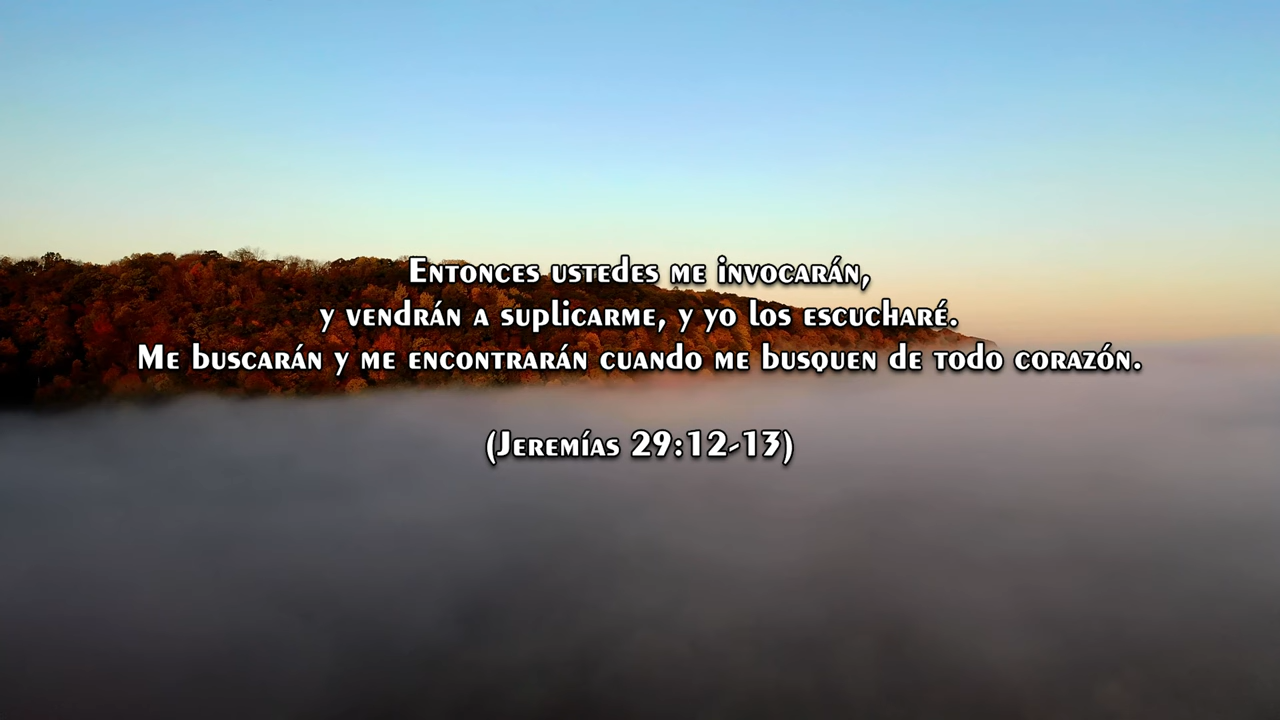 Entonces ustedes me invocarán,
y vendrán a suplicarme, y yo los escucharé.
Me buscarán y me encontrarán cuando me busquen de todo corazón.
(Jeremías 29:12-13)